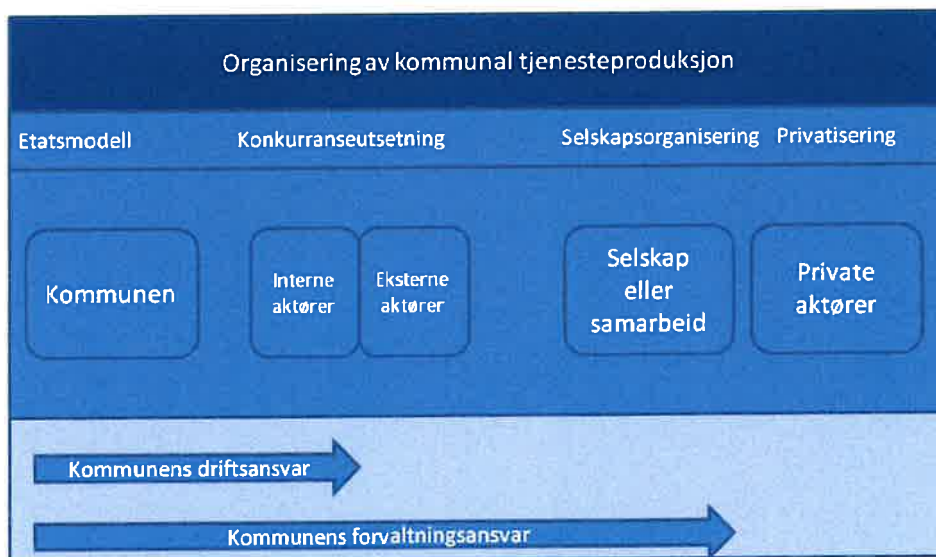 Organisering av kommunal tjenesteproduksjon
Etatsmodell Konkurranseutsetning Selskapsorganisering Privatisering
Kommunen
Interne
aktører
Eksterne
aktører
Selskap
eller
samarbeid
Private
aktører
Kommunens driftsansvar
Kommunens forvaltningsansvar